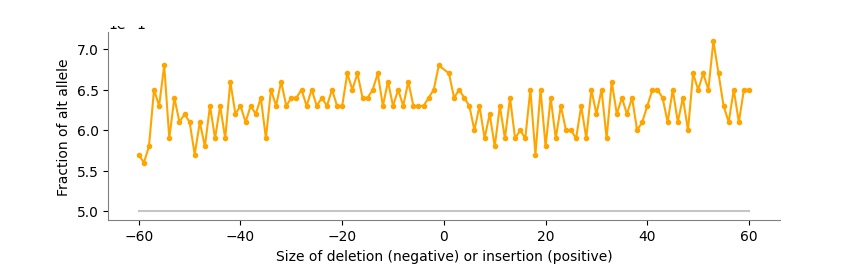 7.0
6.5
6.0
5.5
5.0
Fraction of alt allele
−60 −40 −20 0 20 40 60
Size of deletion (negative) or insertion (positive)